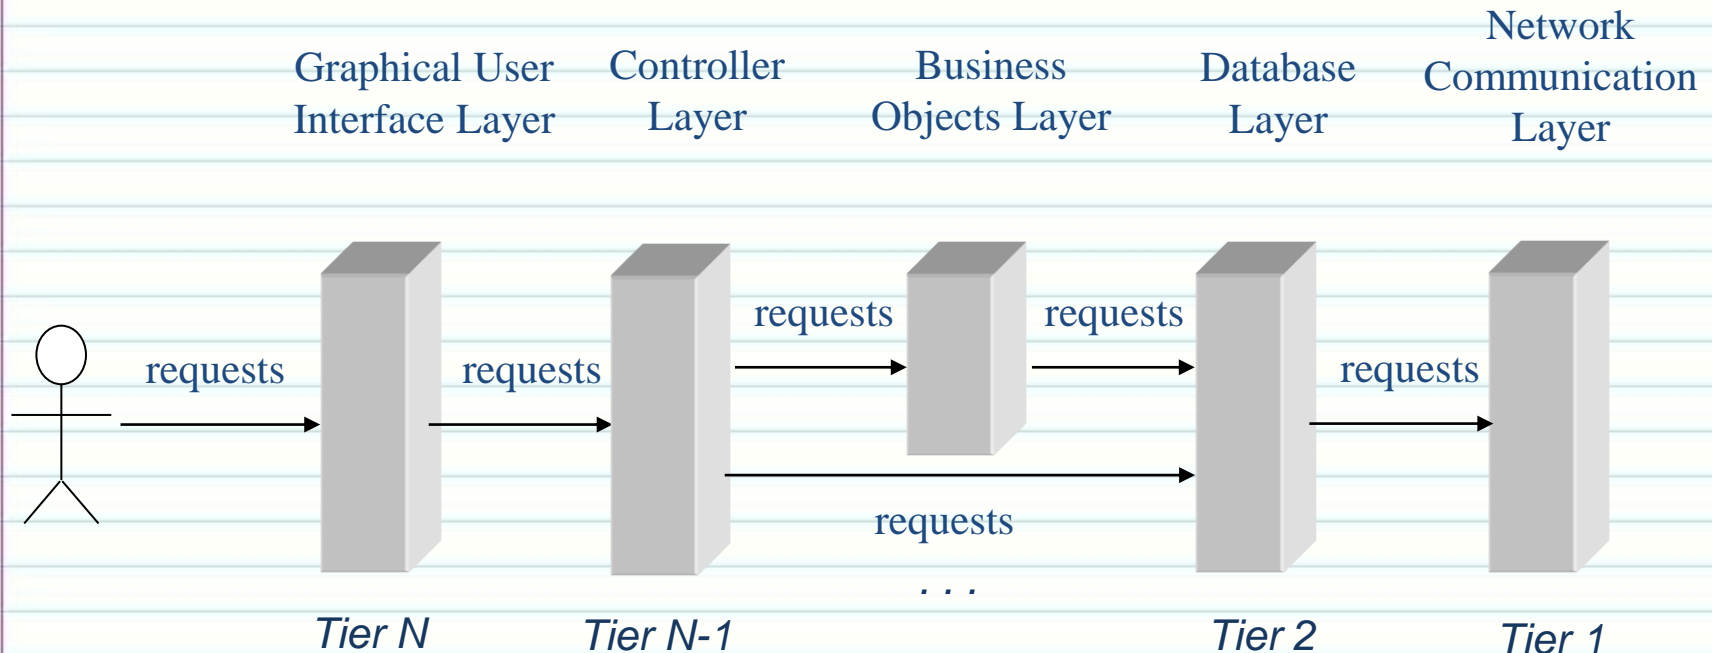 Graphical User
Interface Layer
Controller
Layer
Business
Objects Layer
Database
Layer
Network
Communication
Layer
requests
requests
requests
requests
requests
requests
. . .
Tier N
Tier N-1
Tier 2
Tier 1